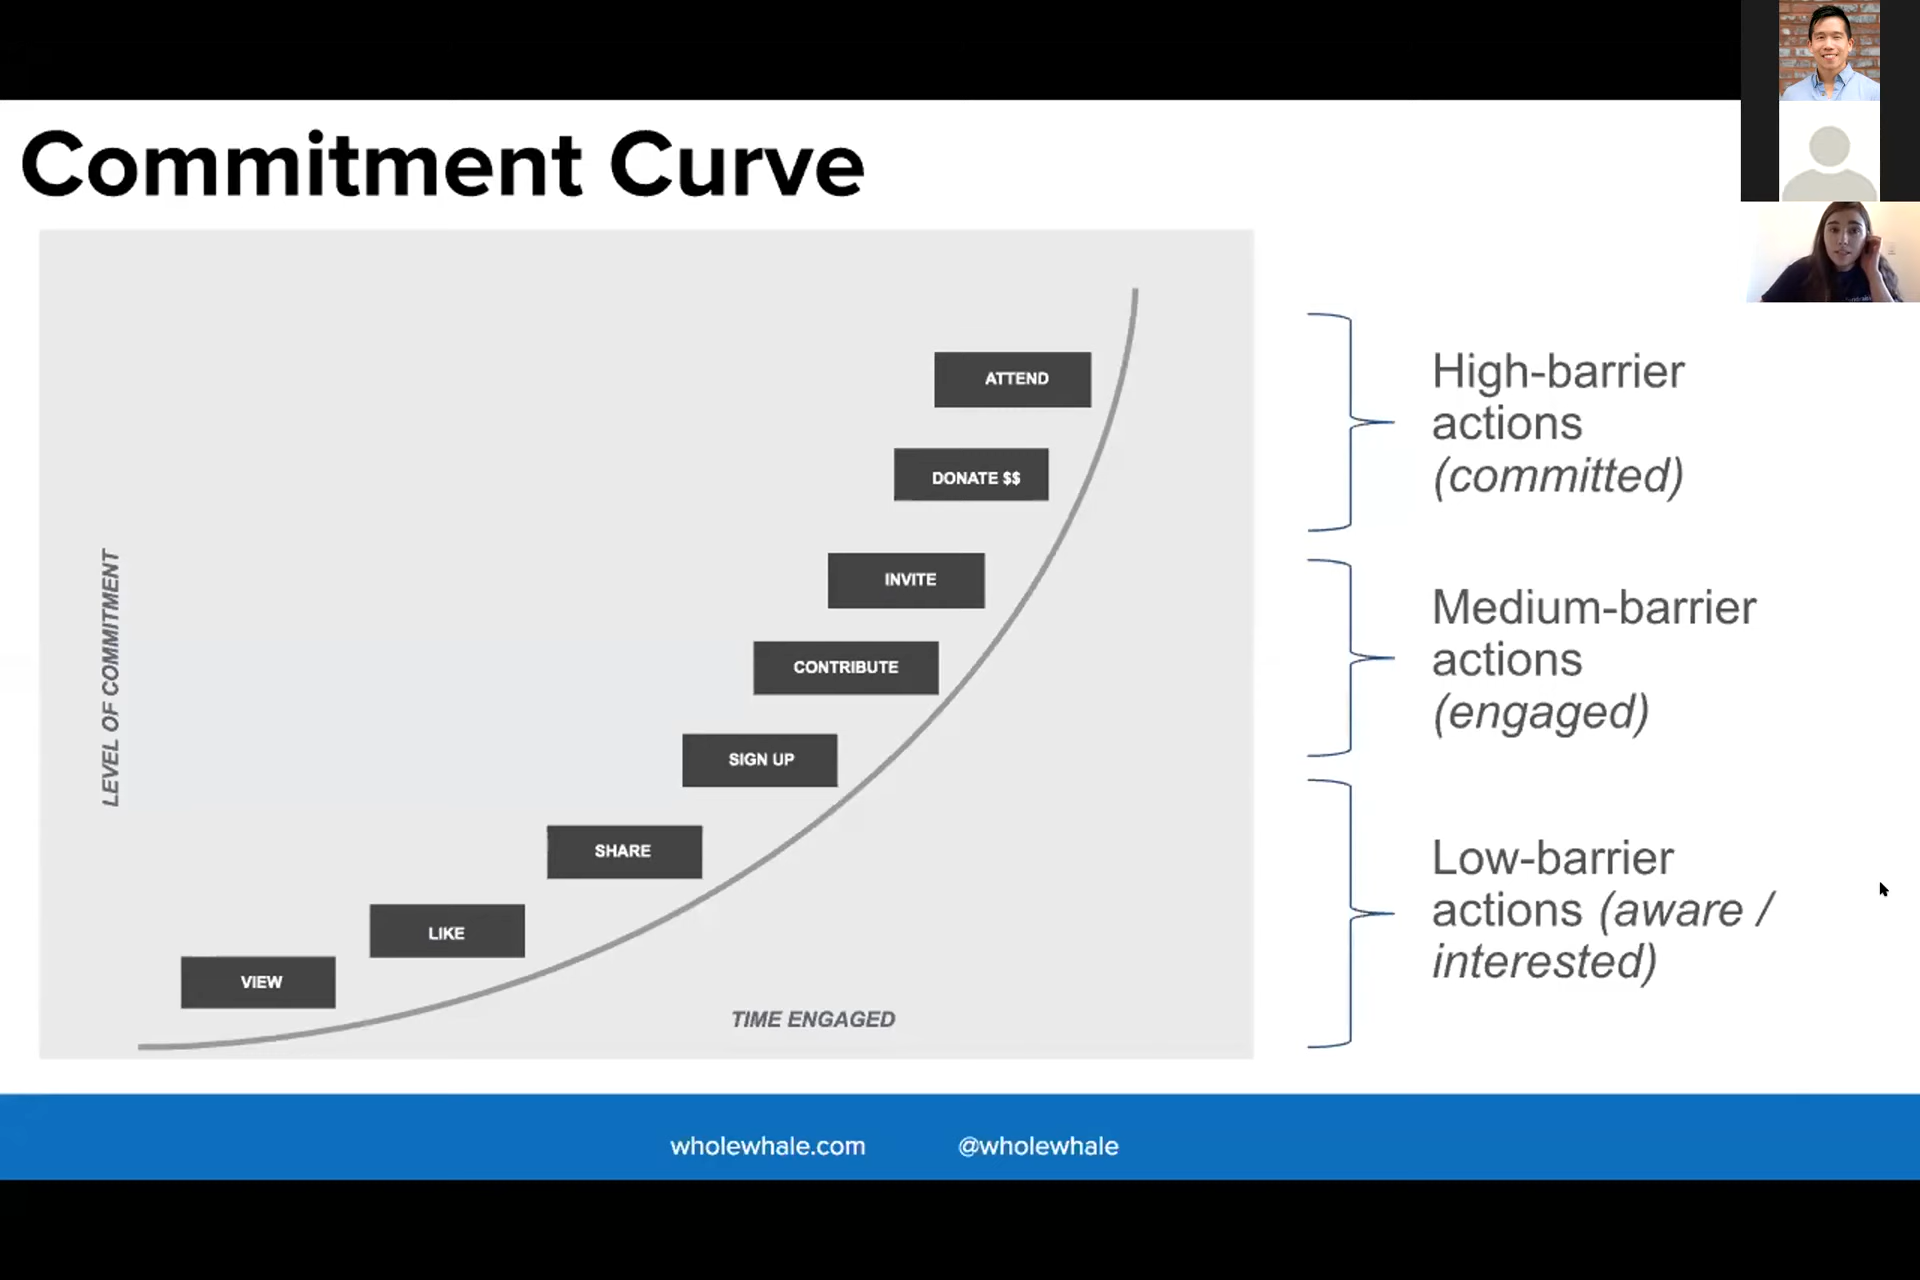 Commitment Curve
ATTEND
DONATE $$
INVITE
CONTRIBUTE
SIGN UP
SHARE
LIKE
VIEW
LEVEL OF COMMITMENT
TIME ENGAGED
High-barrier
actions
(committed)
Medium-barrier
actions
(engaged)
Low-barrier
actions (aware /
interested)
wholewhale.com
@wholewhale